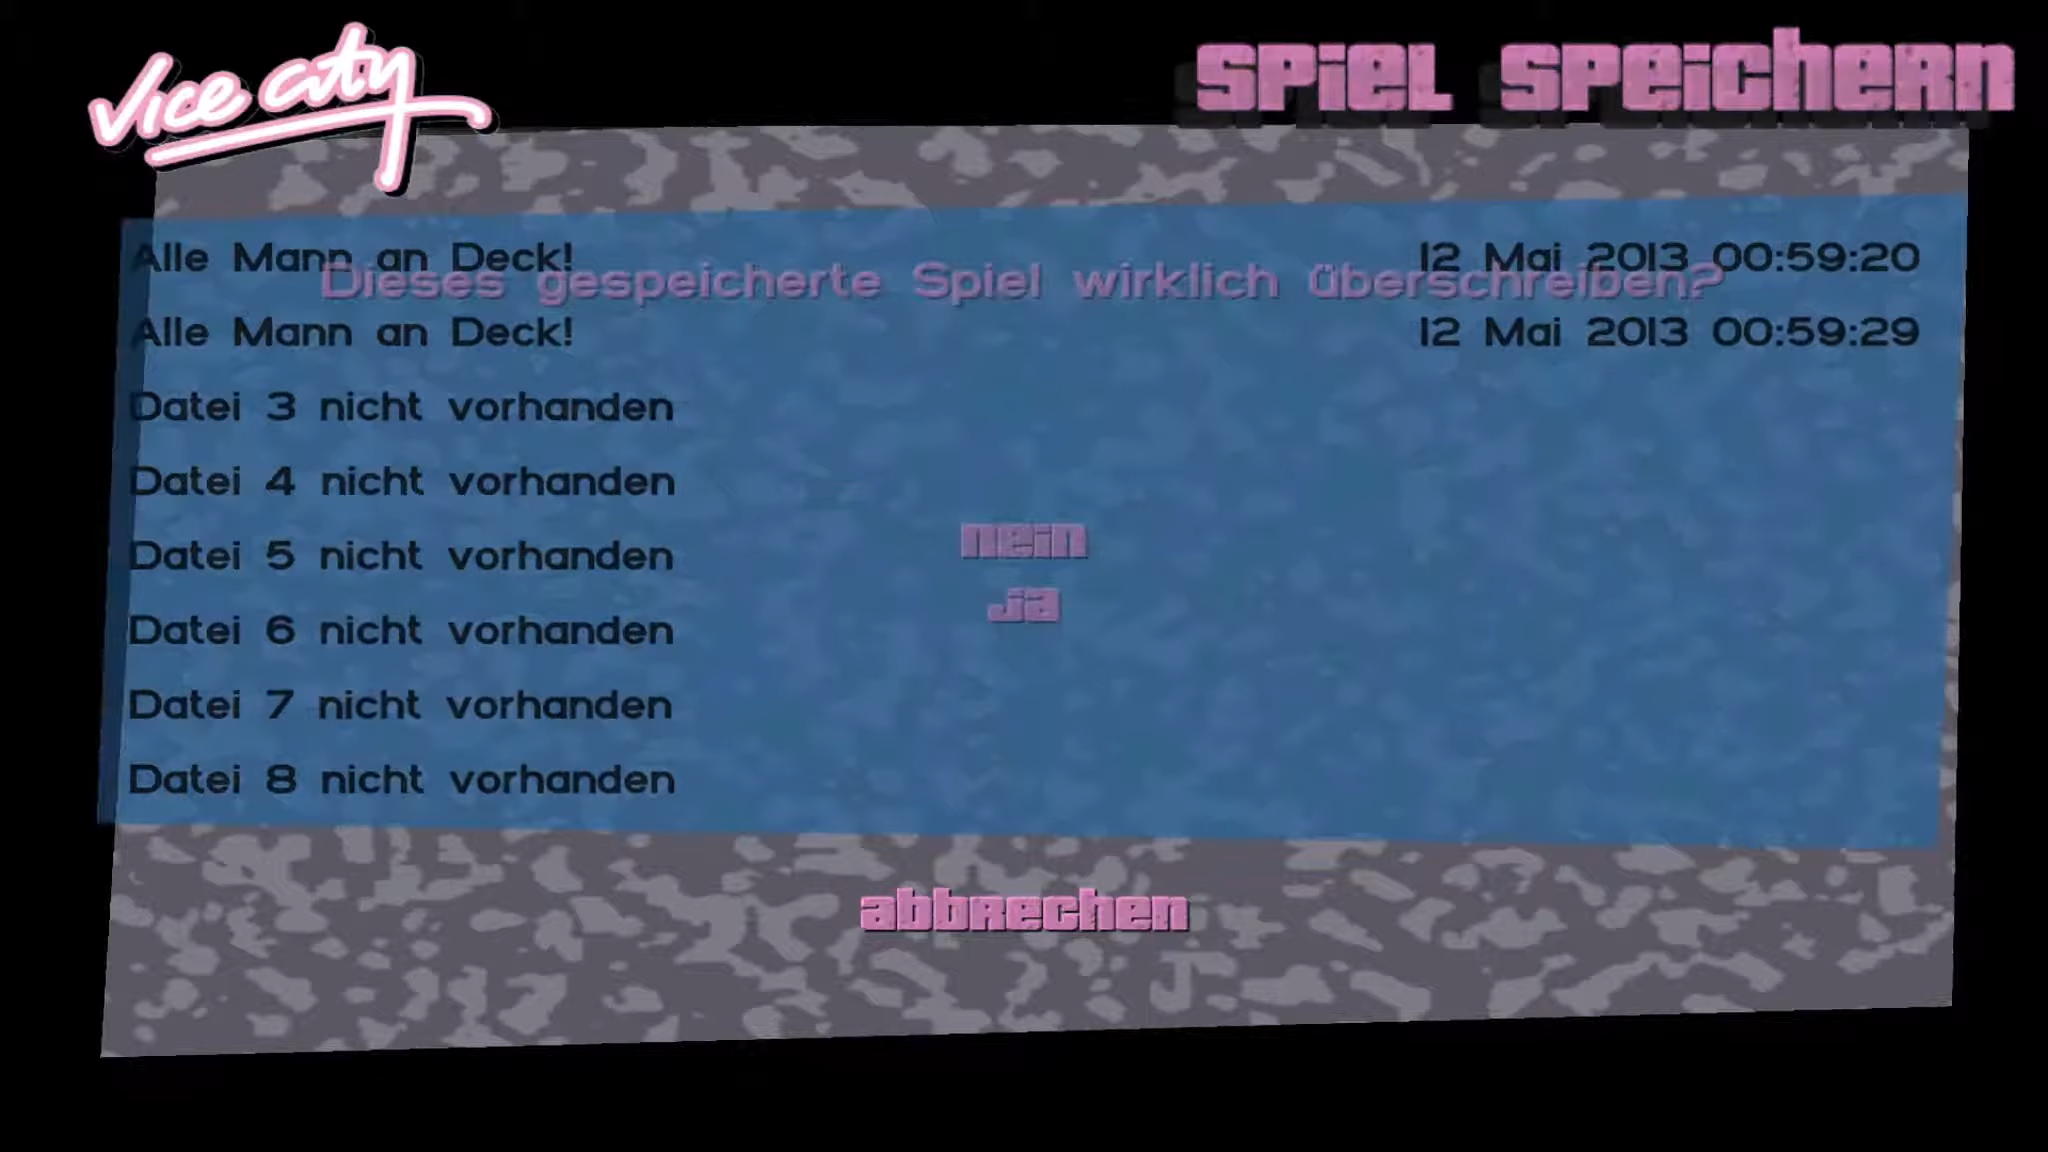 Vice City
SPIEL SPEICHERN
Alle Mann an Deck! 12 Mai 2013 00:59:20
Dieses gespeicherte Spiel wirklich überschreiben?
Alle Mann an Deck! 12 Mai 2013 00:59:29
Datei 3 nicht vorhanden
Datei 4 nicht vorhanden
Datei 5 nicht vorhanden
nein
ja
Datei 6 nicht vorhanden
Datei 7 nicht vorhanden
Datei 8 nicht vorhanden
abbrechen